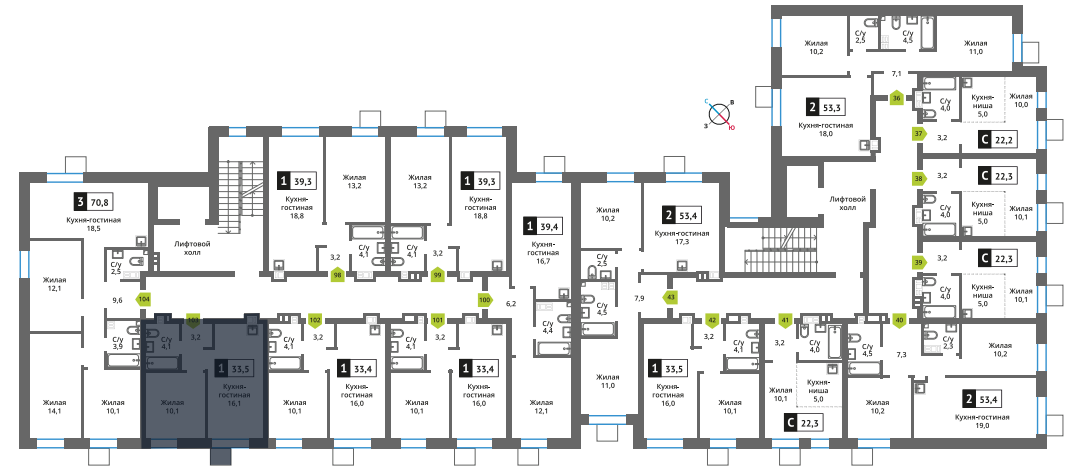 Жилая
10,2
С/у
2,5
С/у
4,5
Жилая
11,0
7,1
36
2 53,3
Кухня-гостиная
18,0
С/у
4,0
Кухня-
ниша
5,0
Жилая
10,0
37
3,2
С 22,2
38
3,2
С 22,3
С/у
4,0
Кухня-
ниша
5,0
Жилая
10,1
39
3,2
С 22,3
С/у
4,0
Кухня-
ниша
5,0
Жилая
10,1
С
В
З
Ю
Лифтовой
холл
3 70,8
Кухня-гостиная
18,5
Лифтовой
холл
С/у
2,5
Жилая
12,1
9,6
104
С/у
3,9
Жилая
14,1
Жилая
10,1
1 39,3
Кухня-
гостиная
18,8
Жилая
13,2
3,2
С/у
4,1
98
Жилая
13,2
1 39,3
Кухня-
гостиная
18,8
С/у
4,1
3,2
99
1 39,4
Кухня-
гостиная
16,7
100
6,2
С/у
4,4
Жилая
12,1
103
С/у
4,1
3,2
1 33,5
Жилая
10,1
Кухня-
гостиная
16,1
102
С/у
4,1
3,2
1 33,4
Жилая
10,1
Кухня-
гостиная
16,0
101
С/у
4,1
3,2
1 33,4
Жилая
10,1
Кухня-
гостиная
16,0
Жилая
10,2
2 53,4
Кухня-гостиная
17,3
С/у
2,5
С/у
4,5
7,9
43
Жилая
11,0
42
3,2
С/у
4,1
1 33,5
Кухня-
гостиная
16,0
Жилая
10,1
41
3,2
С/у
4,0
Жилая
10,1
Кухня-
ниша
5,0
С 22,3
40
С/у
4,5
7,3
С/у
2,3
Жилая
10,2
Жилая
10,2
2 53,4
Кухня-гостиная
19,0